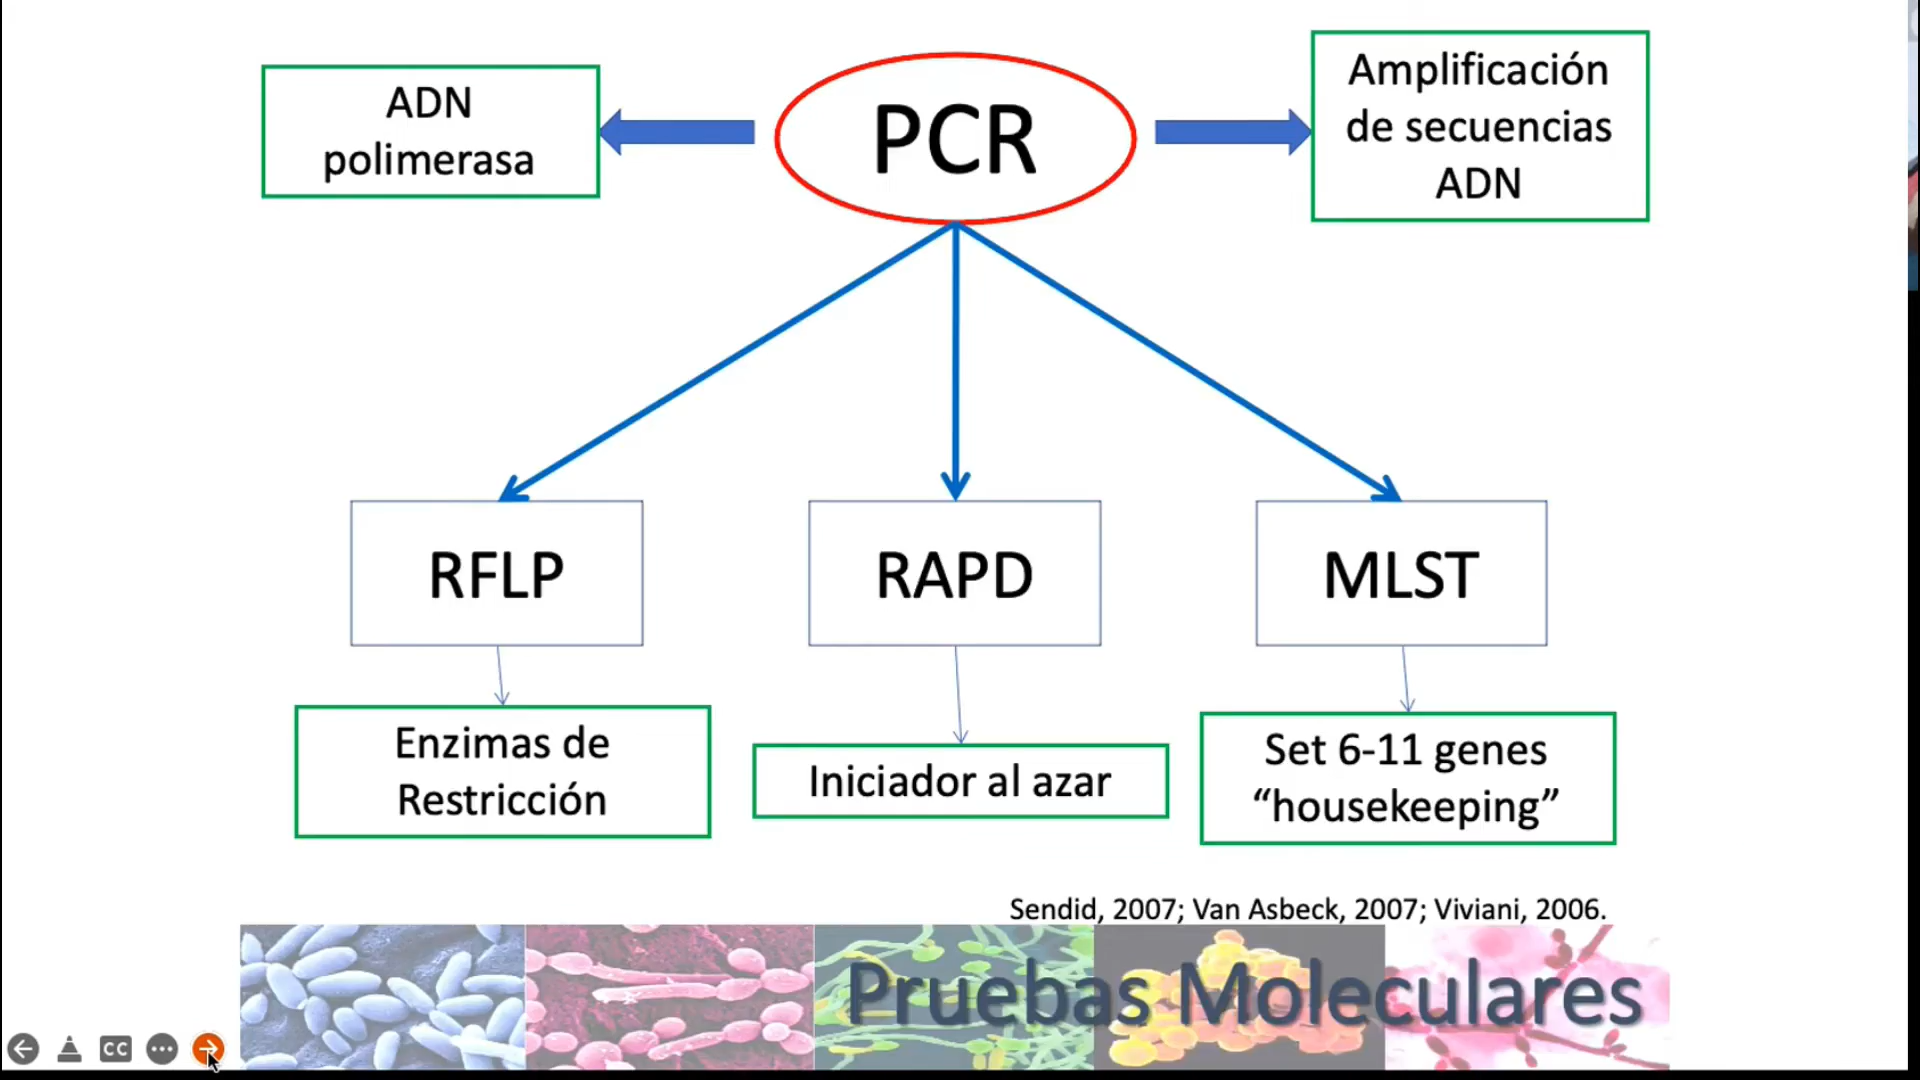 ADN
polimerasa
PCR
Amplificación
de secuencias
ADN
RFLP
RAPD
MLST
Enzimas de
Restricción
Iniciador al azar
Set 6-11 genes
“housekeeping”
Sendid, 2007; Van Asbeck, 2007; Viviani, 2006.
Pruebas Moleculares
CC